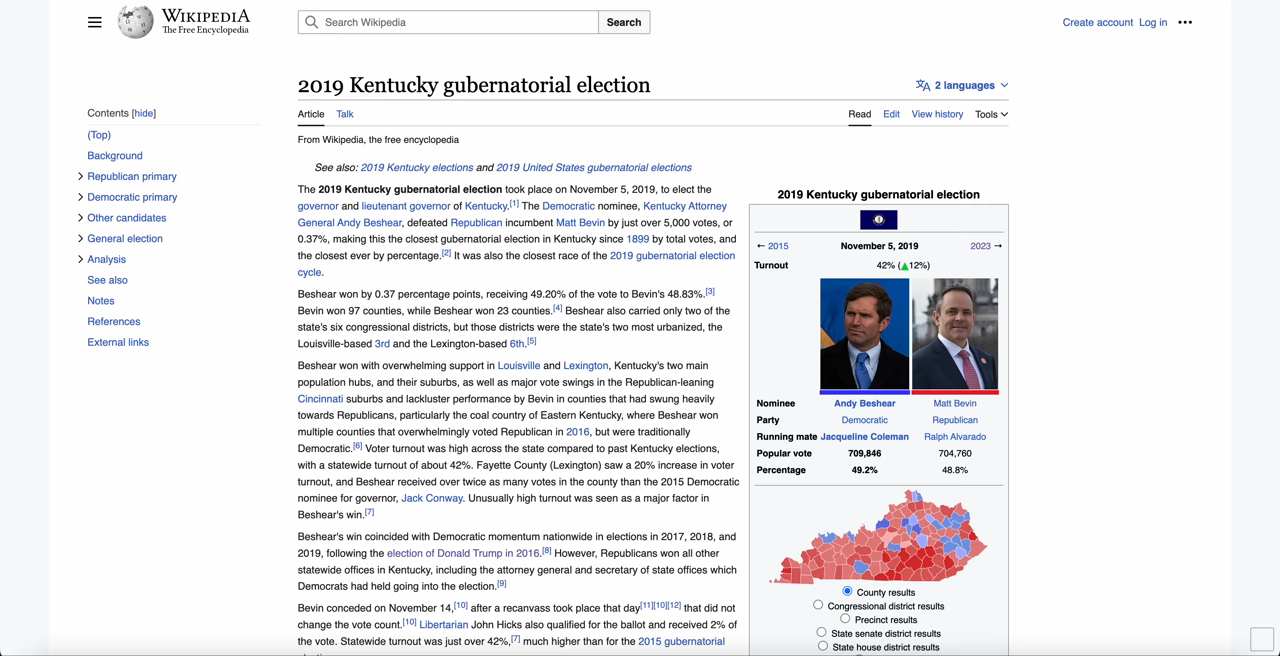 WIKIPEDIA
The Free Encyclopedia
Search Wikipedia
Search
Create account Log in •••
2019 Kentucky gubernatorial election
2 languages
Contents [hide]
(Top)
Background
Republican primary
Democratic primary
Other candidates
General election
Analysis
See also
Notes
References
External links
Article Talk
Read Edit View history Tools
From Wikipedia, the free encyclopedia
See also: 2019 Kentucky elections and 2019 United States gubernatorial elections
The 2019 Kentucky gubernatorial election took place on November 5, 2019, to elect the
governor and lieutenant governor of Kentucky.[1] The Democratic nominee, Kentucky Attorney
General Andy Beshear, defeated Republican incumbent Matt Bevin by just over 5,000 votes, or
0.37%, making this the closest gubernatorial election in Kentucky since 1899 by total votes, and
the closest ever by percentage.[2] It was also the closest race of the 2019 gubernatorial election
cycle.
Beshear won by 0.37 percentage points, receiving 49.20% of the vote to Bevin's 48.83%.[3]
Bevin won 97 counties, while Beshear won 23 counties.[4] Beshear also carried only two of the
state's six congressional districts, but those districts were the state's two most urbanized, the
Louisville-based 3rd and the Lexington-based 6th.[5]
Beshear won with overwhelming support in Louisville and Lexington, Kentucky's two main
population hubs, and their suburbs, as well as major vote swings in the Republican-leaning
Cincinnati suburbs and lackluster performance by Bevin in counties that had swung heavily
towards Republicans, particularly the coal country of Eastern Kentucky, where Beshear won
multiple counties that overwhelmingly voted Republican in 2016, but were traditionally
Democratic.[6] Voter turnout was high across the state compared to past Kentucky elections,
with a statewide turnout of about 42%. Fayette County (Lexington) saw a 20% increase in voter
turnout, and Beshear received over twice as many votes in the county than the 2015 Democratic
nominee for governor, Jack Conway. Unusually high turnout was seen as a major factor in
Beshear's win.[7]
Beshear's win coincided with Democratic momentum nationwide in elections in 2017, 2018, and
2019, following the election of Donald Trump in 2016.[8] However, Republicans won all other
statewide offices in Kentucky, including the attorney general and secretary of state offices which
Democrats had held going into the election.[9]
Bevin conceded on November 14,[10] after a recanvass took place that day[11][10][12] that did not
change the vote count.[10] Libertarian John Hicks also qualified for the ballot and received 2% of
the vote. Statewide turnout was just over 42%,[7] much higher than for the 2015 gubernatorial
2019 Kentucky gubernatorial election
← 2015 November 5, 2019 2023 →
Turnout 42% (▲12%)
Nominee Andy Beshear Matt Bevin
Party Democratic Republican
Running mate Jacqueline Coleman Ralph Alvarado
Popular vote 709,846 704,760
Percentage 49.2% 48.8%
County results
Congressional district results
Precinct results
State senate district results
State house district results